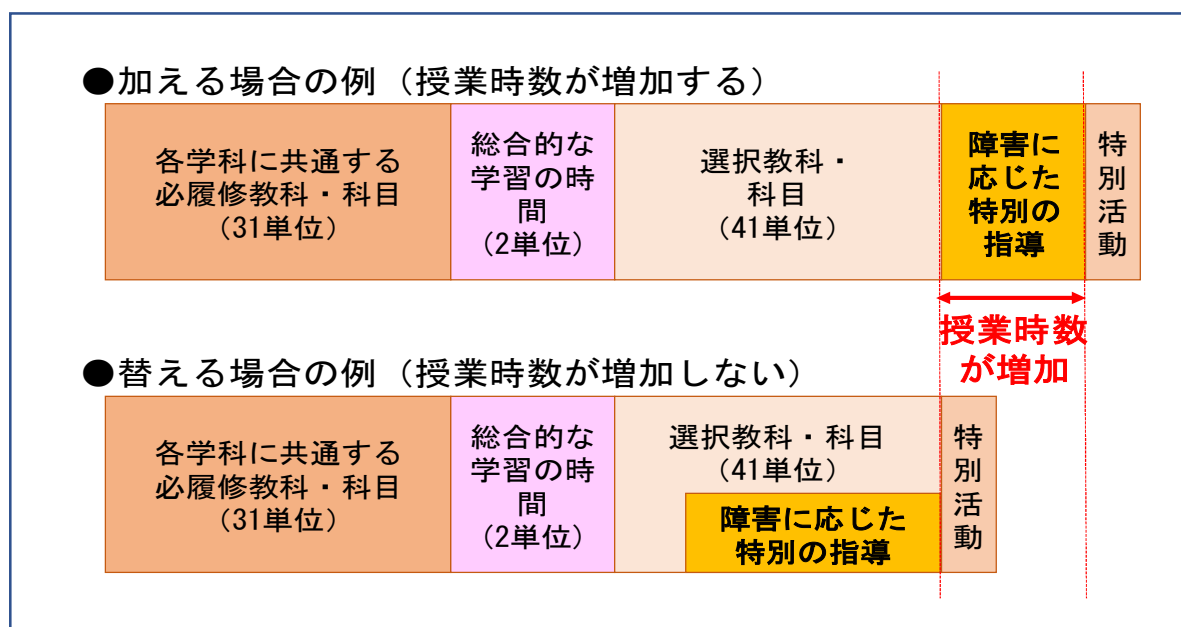 ●加える場合の例（授業時数が増加する）
各学科に共通する
必履修教科・科目
（31単位）
総合的な
学習の時
間
（2単位）
選択教科・
科目
（41単位）
障害に
応じた
特別の
指導
特別活動
授業時数
が増加
●替える場合の例（授業時数が増加しない）
各学科に共通する
必履修教科・科目
（31単位）
総合的な
学習の時
間
（2単位）
選択教科・科目
（41単位）
障害に応じた
特別の指導
特別活動